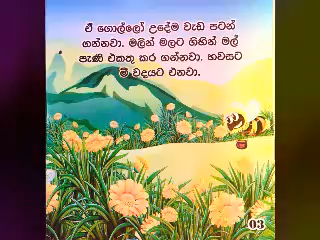 ඒ ගොල්ලෝ උදේම වැඩ පටන්
ගන්නවා. මලින් මලට ගිහින් මල්
පැණි එකතු කර ගන්නවා. හවසට
මී වදයට එනවා.
03